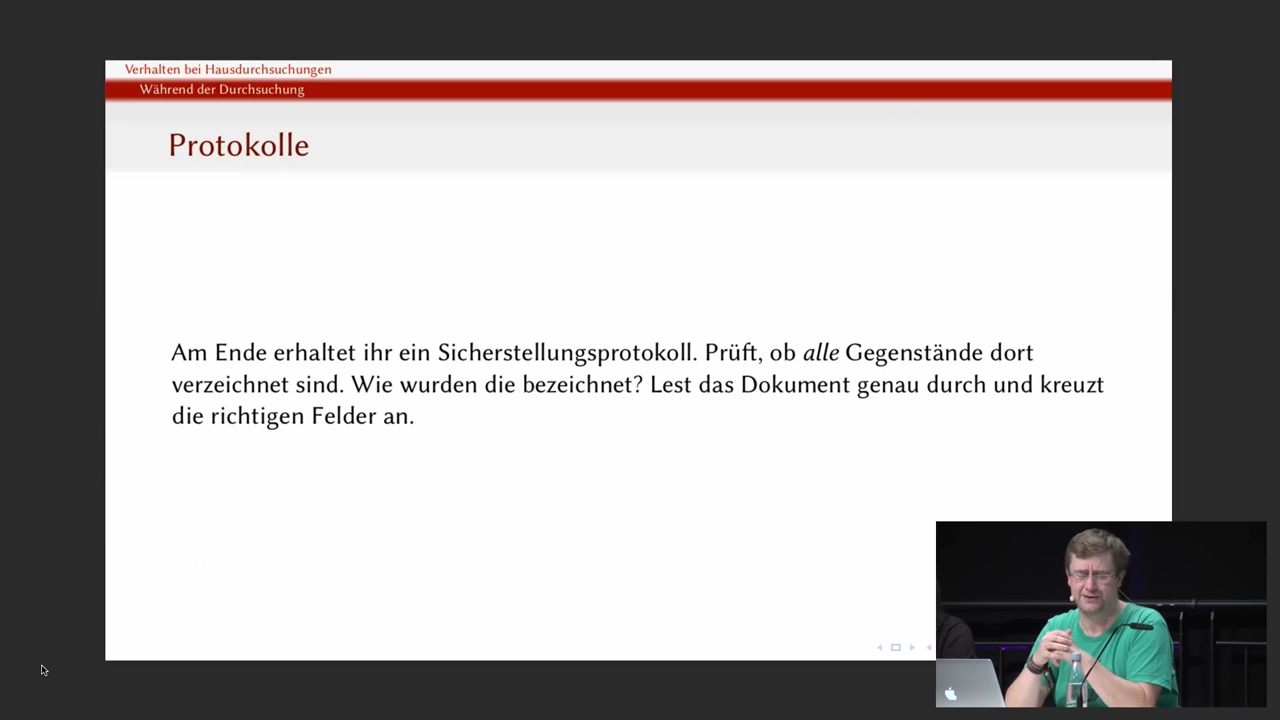 Verhalten bei Hausdurchsuchungen
Während der Durchsuchung
Protokolle
Am Ende erhaltet ihr ein Sicherstellungsprotokoll. Prüft, ob alle Gegenstände dort
verzeichnet sind. Wie wurden die bezeichnet? Lest das Dokument genau durch und kreuzt
die richtigen Felder an.